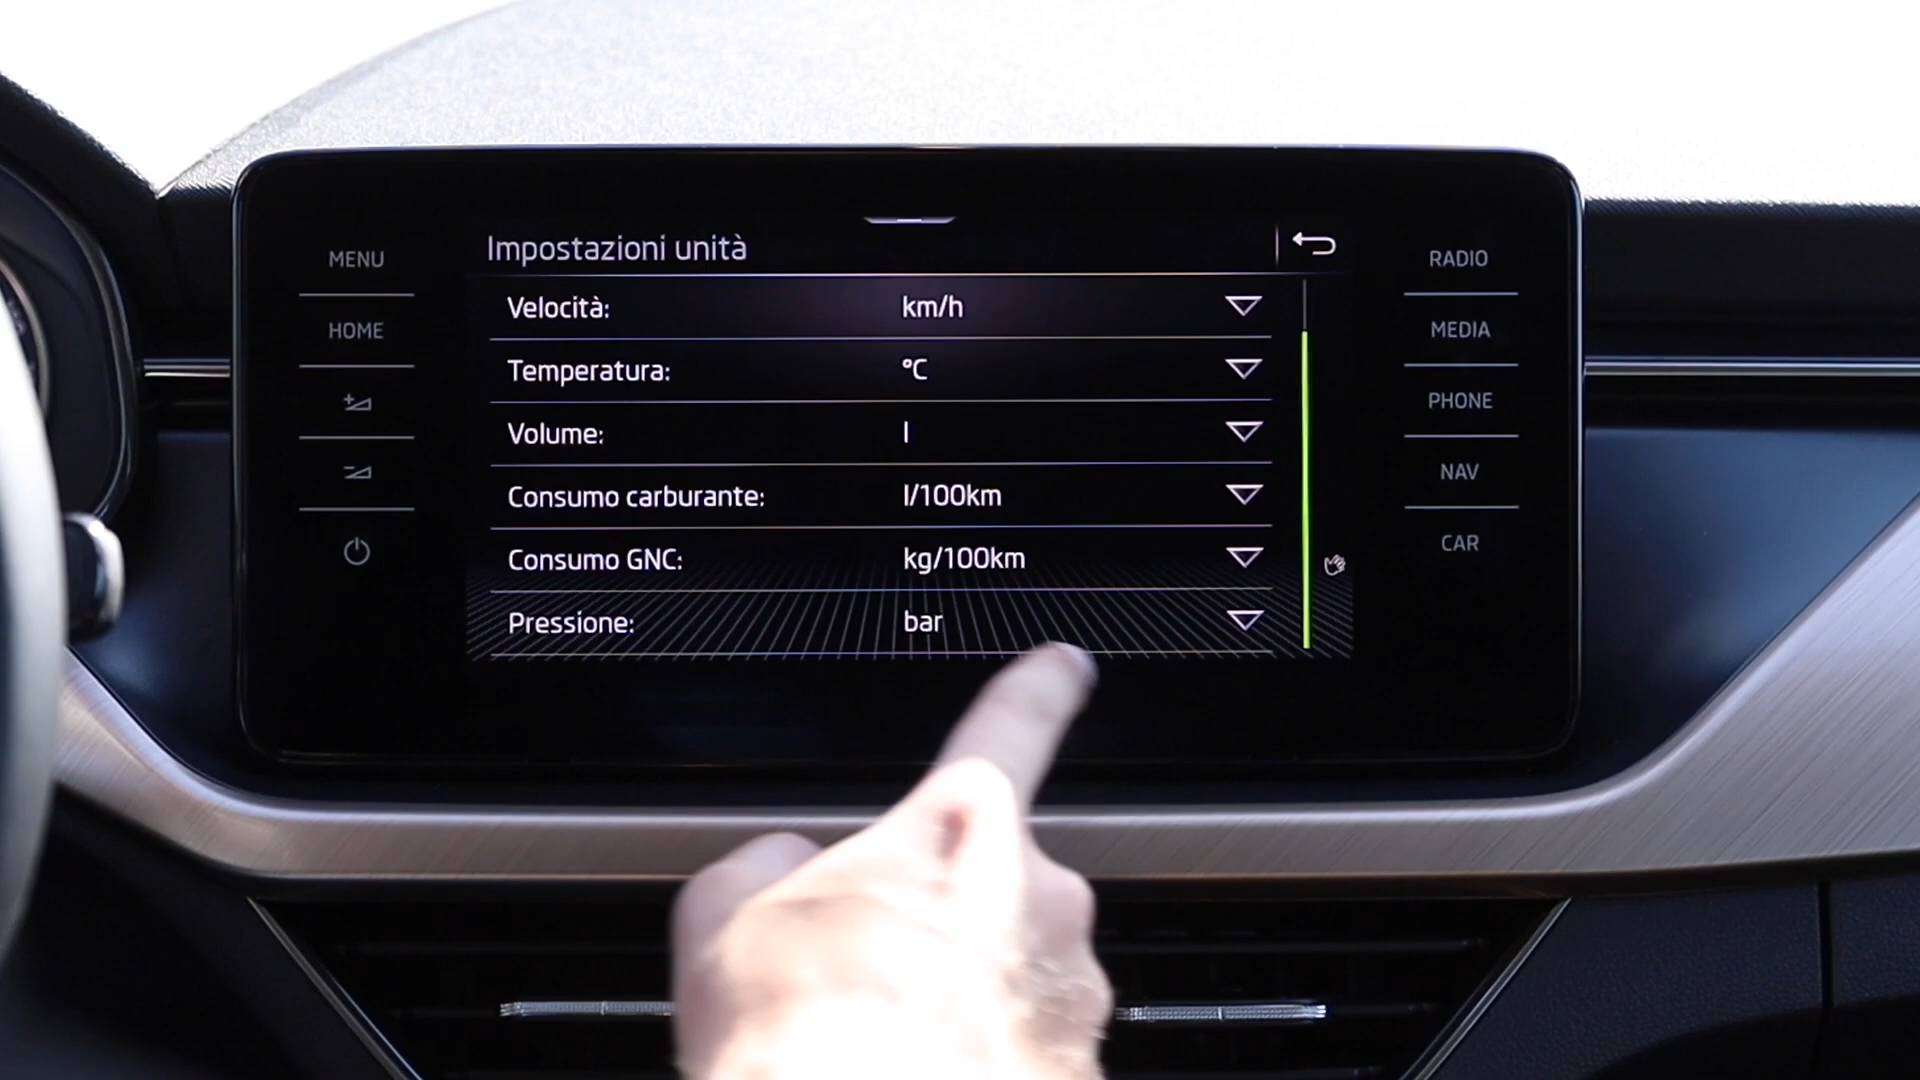 MENU
HOME
Impostazioni unità
Velocità: km/h
Temperatura: °C
Volume: l
Consumo carburante: l/100km
Consumo GNC: kg/100km
Pressione: bar
RADIO
MEDIA
PHONE
NAV
CAR